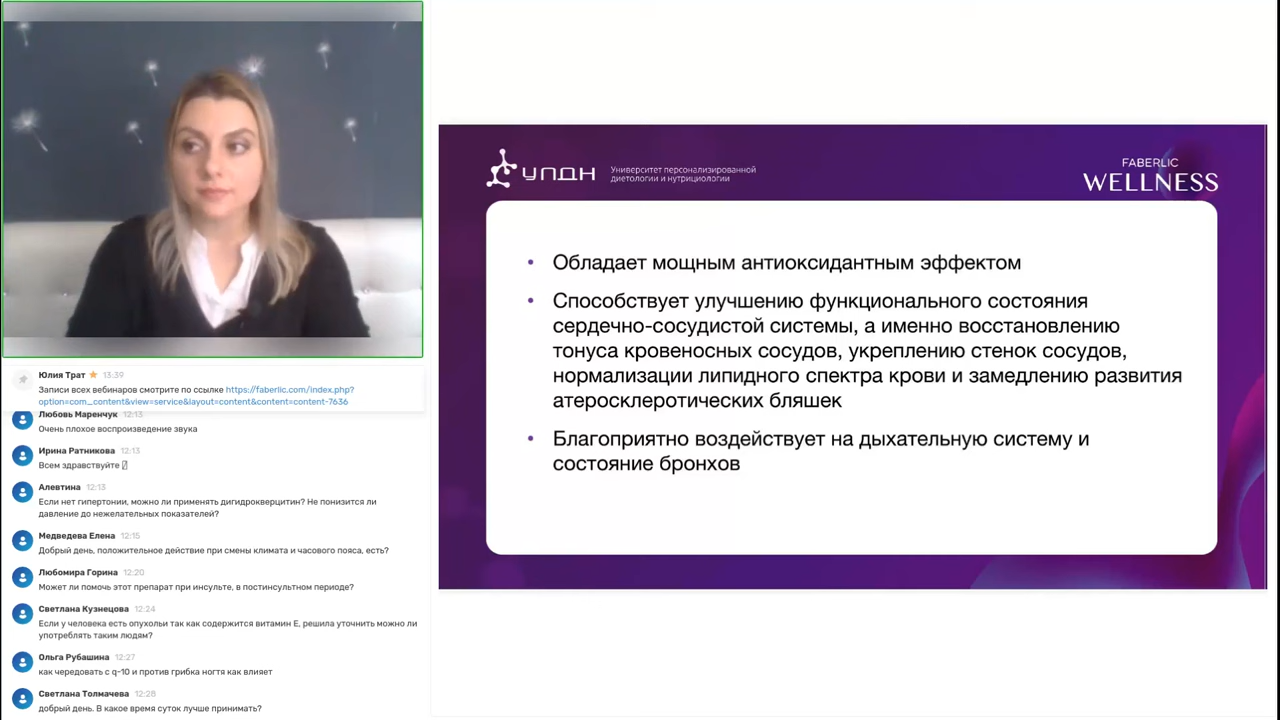 Юлия Трат 13:39
Записи всех вебинаров смотрите по ссылке https://faberlic.com/index.php?
option=com_content&view=service&layout=content&content=content-7636
Любовь Маренчук 12:13
Очень плохое воспроизведение звука
Ирина Ратникова 12:13
Всем здравствуйте
Алевтина 12:13
Если нет гипертонии, можно ли применять дигидрокверцитин? Не понизится ли
давление до нежелательных показателей?
Медведева Елена 12:15
Добрый день, положительное действие при смены климата и часового пояса, есть?
Любомира Горина 12:20
Может ли помочь этот препарат при инсульте, в постинсультном периоде?
Светлана Кузнецова 12:24
Если у человека есть опухольи так как содержится витамин Е, решила уточнить можно ли
употреблять таким людям?
Ольга Рубашина 12:27
как чередовать с q-10 и против грибка ногтя как влияет
Светлана Толмачева 12:28
добрый день. В какое время суток лучше принимать?
УПДН
Университет персонализированной
диетологии и нутрициологии
FABERLIC
WELLNESS
• Обладает мощным антиоксидантным эффектом
• Способствует улучшению функционального состояния
сердечно-сосудистой системы, а именно восстановлению
тонуса кровеносных сосудов, укреплению стенок сосудов,
нормализации липидного спектра крови и замедлению развития
атеросклеротических бляшек
• Благоприятно воздействует на дыхательную систему и
состояние бронхов